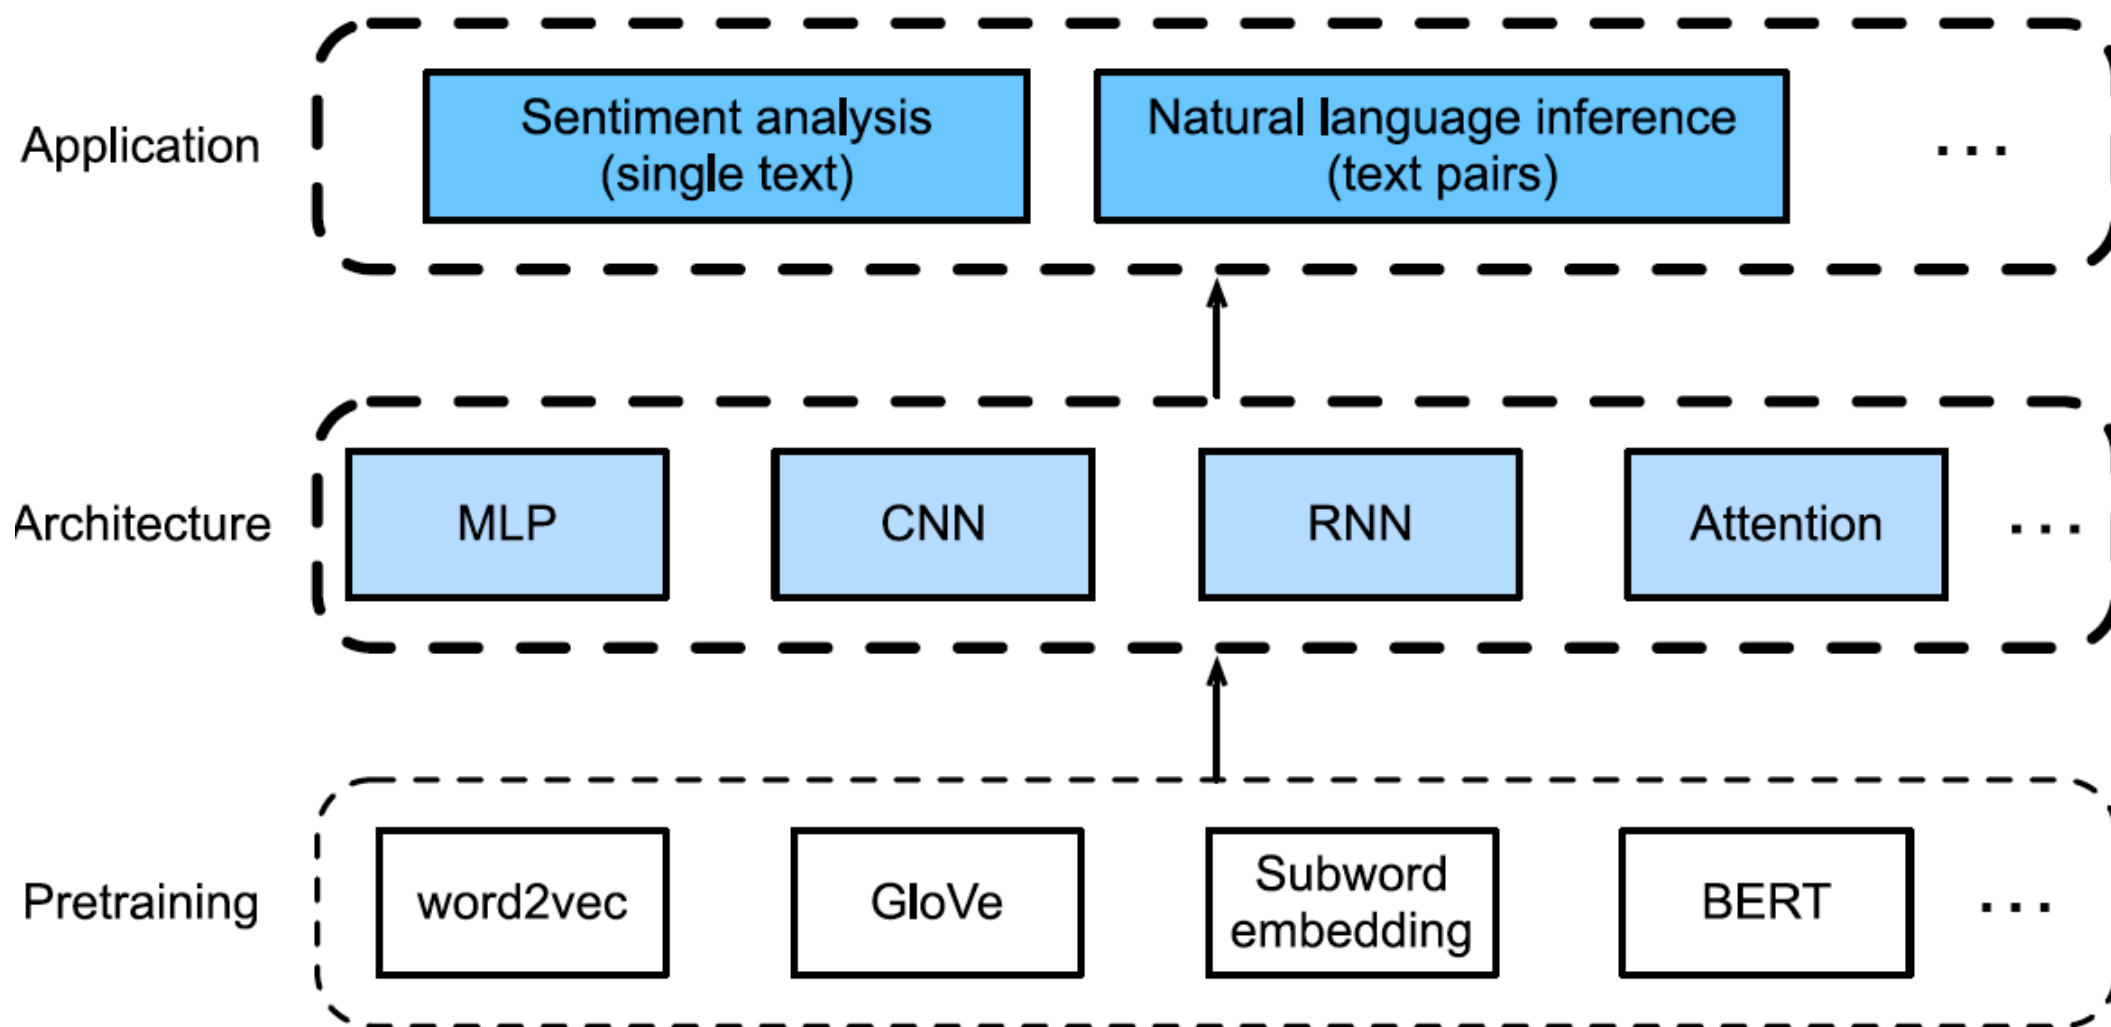 Application
Sentiment analysis
(single text)
Natural language inference
(text pairs)
...
Architecture
MLP
CNN
RNN
Attention
...
Pretraining
word2vec
GloVe
Subword
embedding
BERT
...